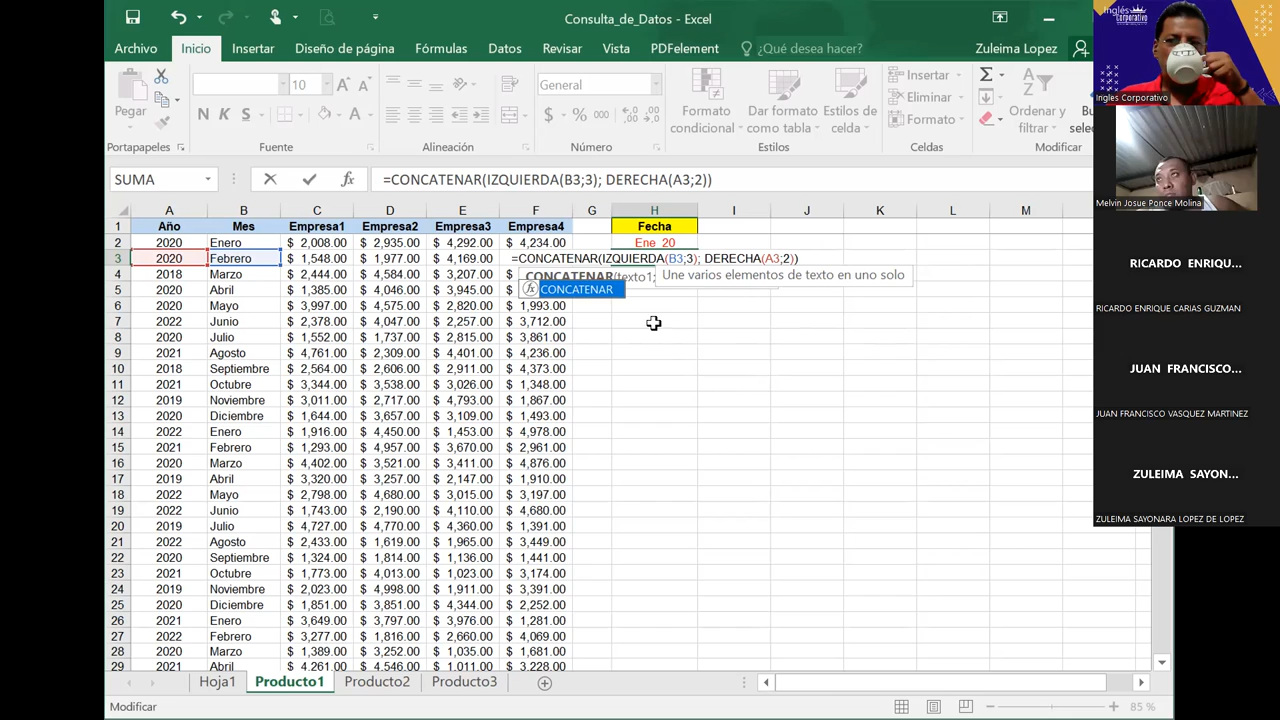 Consulta_de_Datos - Excel
Archivo Inicio Insertar Diseño de página Fórmulas Datos Revisar Vista PDFelement ¿Qué desea hacer? Zuleima Lopez
Pegar
10
N K S
General
$ % 000
Formato condicional
Dar formato como tabla
Estilos de celda
Insertar
Eliminar
Formato
Ordenar y filtrar
Portapapeles Fuente Alineación Número Estilos Celdas Modificar
SUMA =CONCATENAR(IZQUIERDA(B3;3); DERECHA(A3;2))
A B C D E F G H I J K L M
1 Año Mes Empresa1 Empresa2 Empresa3 Empresa4 Fecha
2 2020 Enero $ 2,008.00 $ 2,935.00 $ 4,292.00 $ 4,234.00 Ene 20
3 2020 Febrero $ 1,548.00 $ 1,977.00 $ 4,169.00 =CONCATENAR(IZQUIERDA(B3;3); DERECHA(A3;2))
CONCATENAR(texto1; Une varios elementos de texto en uno solo
CONCATENAR
4 2018 Marzo $ 2,444.00 $ 4,584.00 $ 3,207.00
5 2020 Abril $ 1,385.00 $ 4,046.00 $ 3,945.00
6 2020 Mayo $ 3,997.00 $ 4,575.00 $ 2,820.00 $ 1,993.00
7 2022 Junio $ 2,378.00 $ 4,047.00 $ 2,257.00 $ 3,712.00
8 2020 Julio $ 1,552.00 $ 1,737.00 $ 2,815.00 $ 3,861.00
9 2021 Agosto $ 4,761.00 $ 2,309.00 $ 4,401.00 $ 4,236.00
10 2018 Septiembre $ 2,564.00 $ 2,606.00 $ 2,911.00 $ 4,373.00
11 2021 Octubre $ 3,344.00 $ 3,538.00 $ 3,026.00 $ 1,348.00
12 2019 Noviembre $ 3,011.00 $ 2,717.00 $ 4,793.00 $ 1,867.00
13 2020 Diciembre $ 1,644.00 $ 3,657.00 $ 3,109.00 $ 1,493.00
14 2022 Enero $ 1,916.00 $ 4,450.00 $ 1,453.00 $ 4,978.00
15 2021 Febrero $ 1,293.00 $ 4,957.00 $ 3,670.00 $ 2,961.00
16 2020 Marzo $ 4,402.00 $ 3,521.00 $ 3,411.00 $ 4,876.00
17 2019 Abril $ 3,320.00 $ 3,257.00 $ 2,147.00 $ 1,910.00
18 2022 Mayo $ 2,798.00 $ 4,680.00 $ 3,015.00 $ 3,197.00
19 2022 Junio $ 1,743.00 $ 2,190.00 $ 4,110.00 $ 4,680.00
20 2019 Julio $ 4,727.00 $ 4,770.00 $ 4,360.00 $ 1,391.00
21 2022 Agosto $ 2,433.00 $ 1,619.00 $ 1,963.00 $ 3,449.00
22 2020 Septiembre $ 1,324.00 $ 1,814.00 $ 1,136.00 $ 1,441.00
23 2021 Octubre $ 1,773.00 $ 4,013.00 $ 1,023.00 $ 3,174.00
24 2019 Noviembre $ 2,023.00 $ 4,998.00 $ 1,911.00 $ 3,391.00
25 2020 Diciembre $ 1,851.00 $ 3,851.00 $ 4,344.00 $ 2,252.00
26 2021 Enero $ 3,649.00 $ 3,797.00 $ 3,976.00 $ 1,281.00
27 2022 Febrero $ 3,277.00 $ 1,816.00 $ 2,660.00 $ 4,069.00
28 2020 Marzo $ 1,389.00 $ 3,252.00 $ 1,035.00 $ 1,681.00
29 2021 Abril $ 4,261.00 $ 4,546.00 $ 1,011.00 $ 3,228.00
Hoja1 Producto1 Producto2 Producto3
Modificar 85 %
Inglés Corporativo
Ingles Corporativo
Melvin Josue Ponce Molina
RICARDO ENRIQU...
RICARDO ENRIQUE CARIAS GUZMAN
JUAN FRANCISCO...
JUAN FRANCISCO VASQUEZ MARTINEZ
ZULEIMA SAYON...
ZULEIMA SAYONARA LOPEZ DE LOPEZ